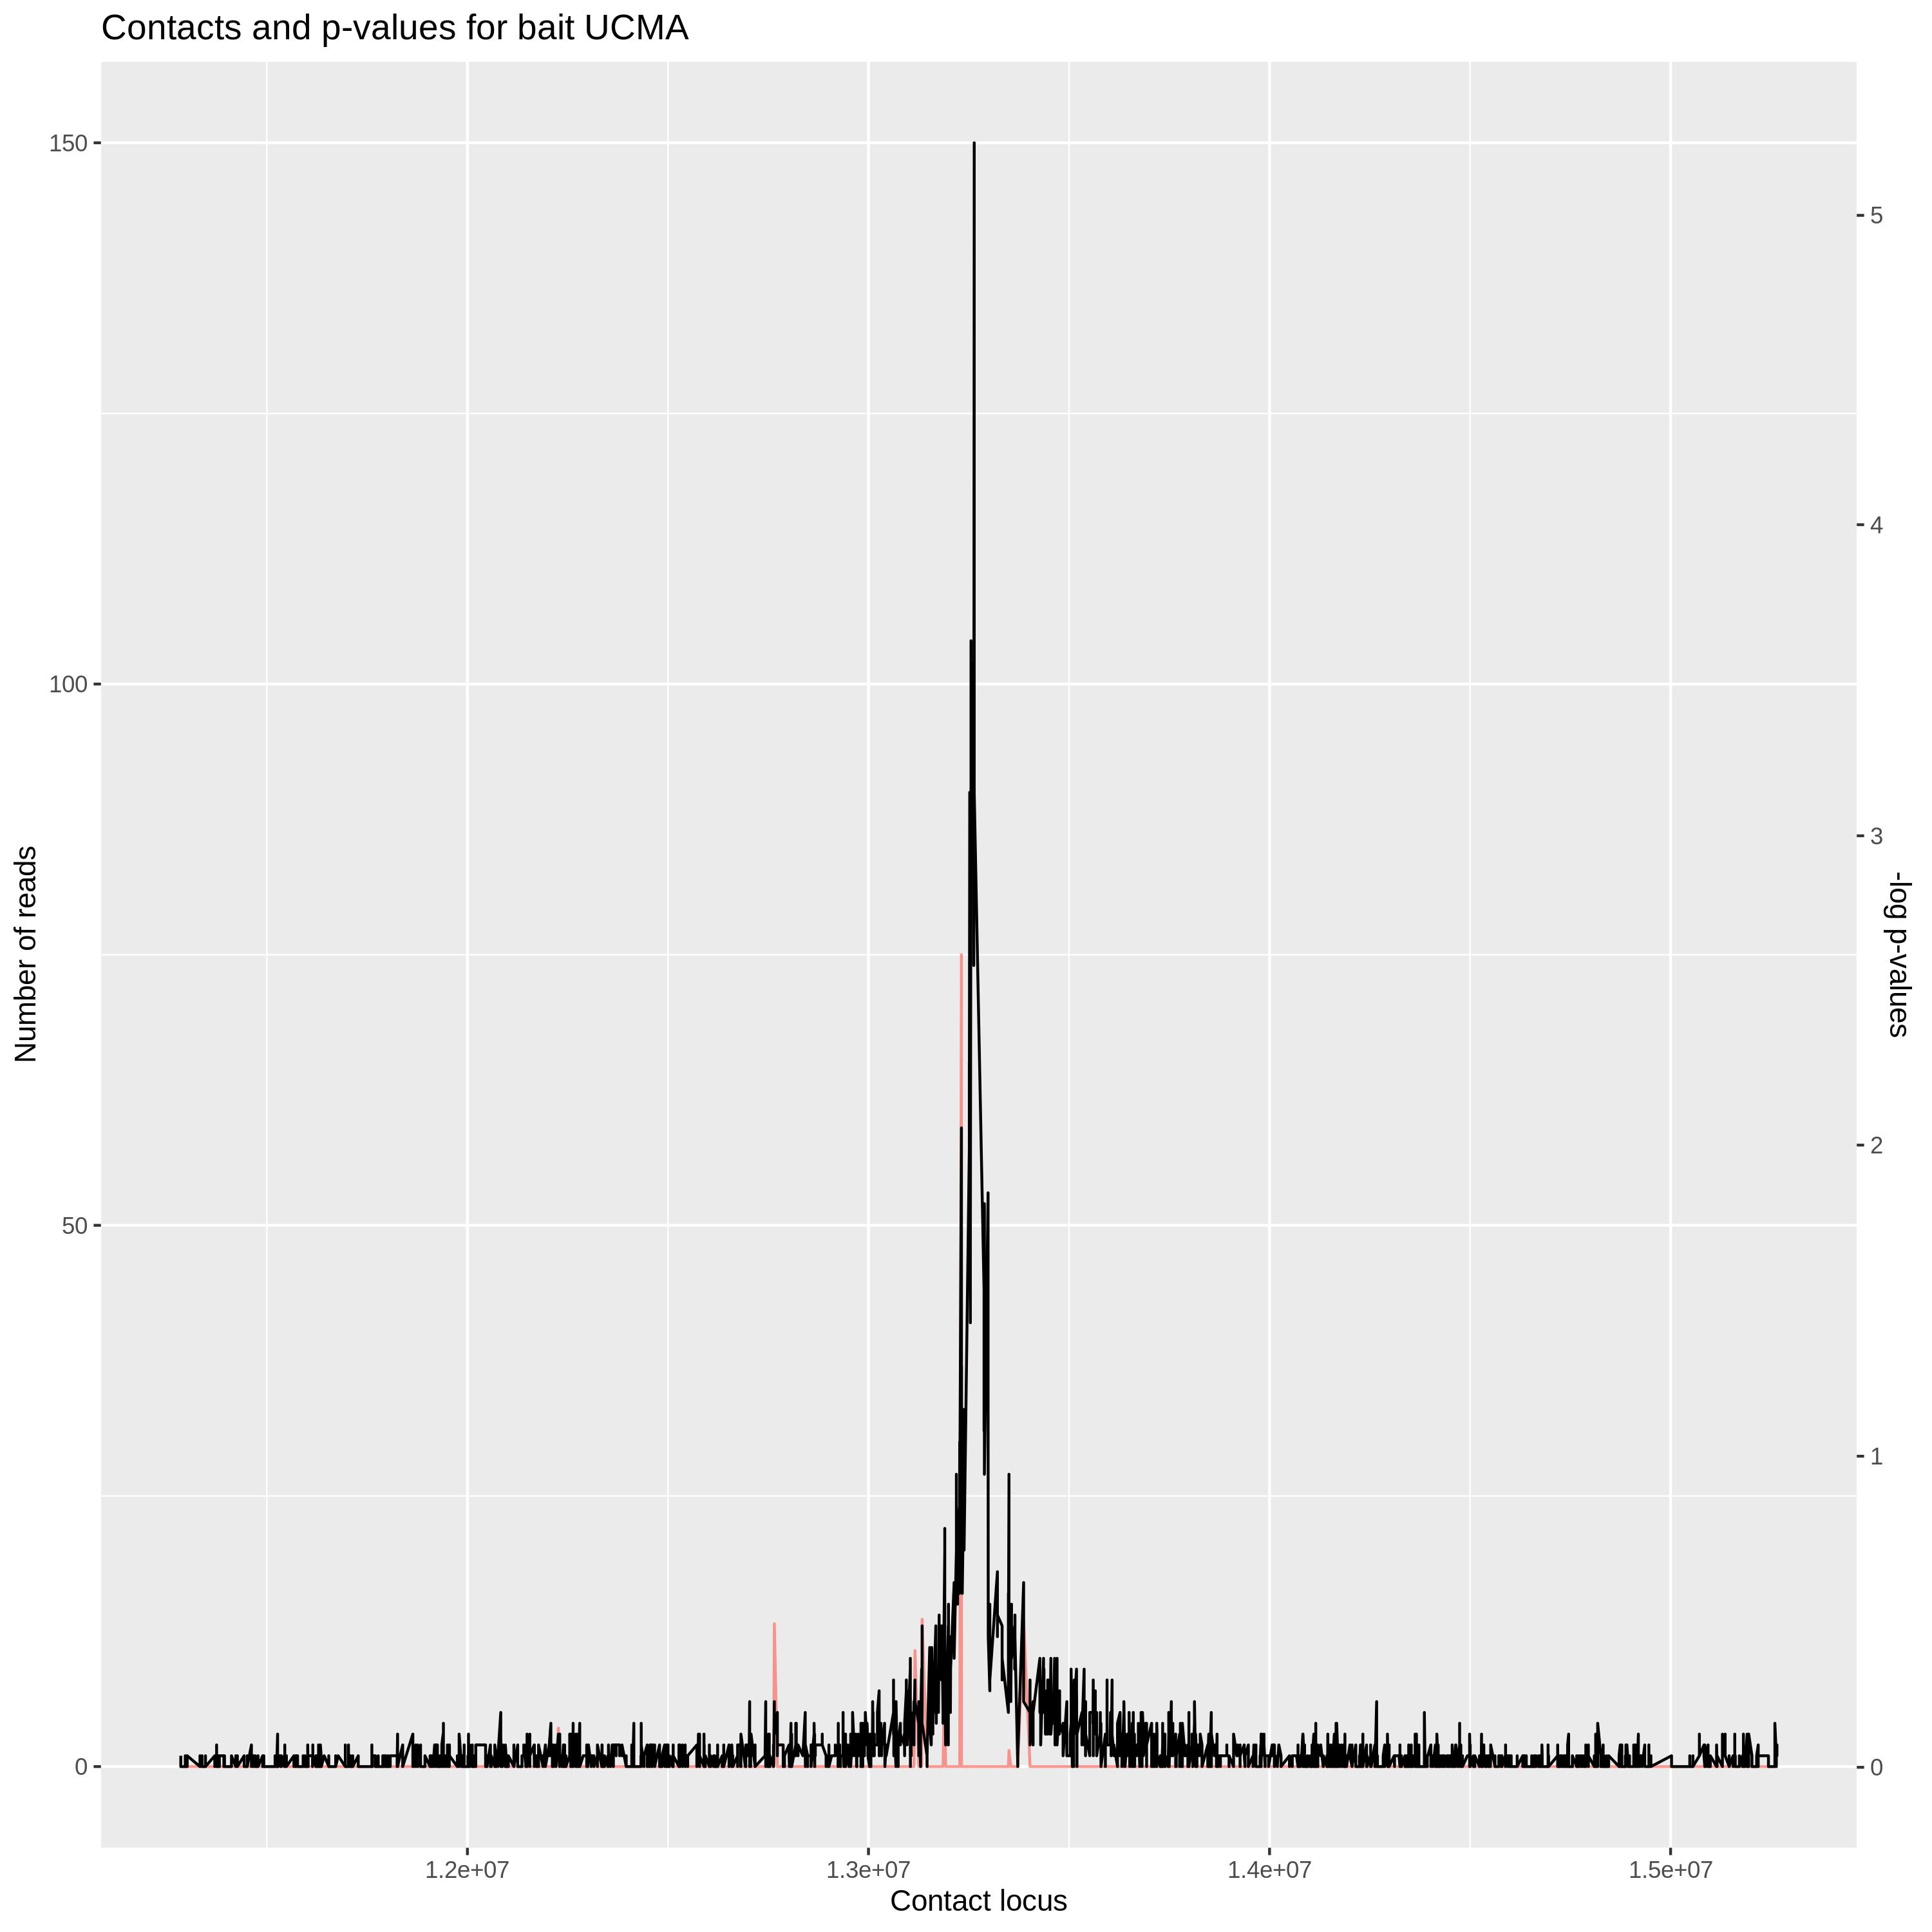 Contacts and p-values for bait UCMA
150
100
50
0
Number of reads
5
4
3
2
1
0
-log p-values
1.2e+07 1.3e+07 1.4e+07 1.5e+07
Contact locus